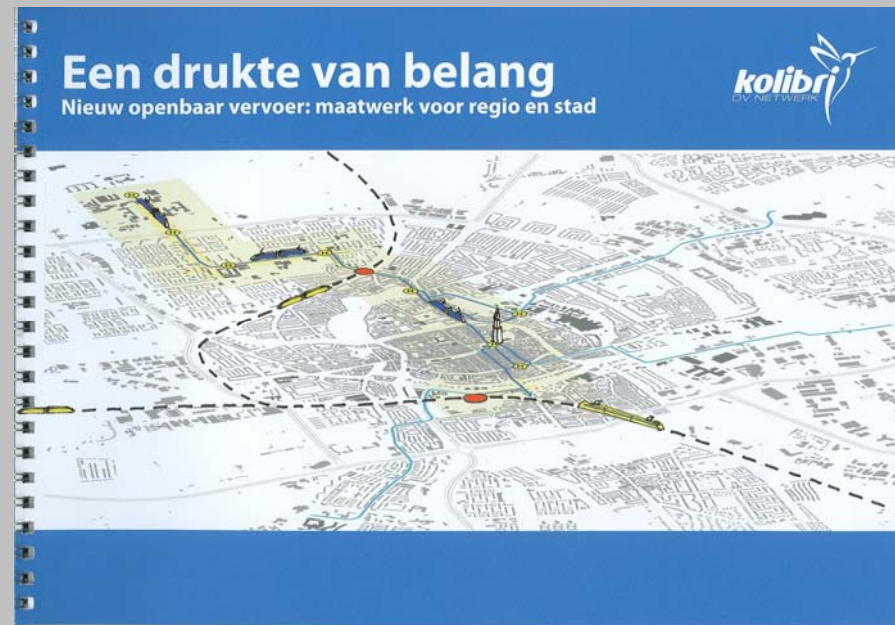 Een drukte van belang
Nieuw openbaar vervoer: maatwerk voor regio en stad
kolibri
OV NETWERK